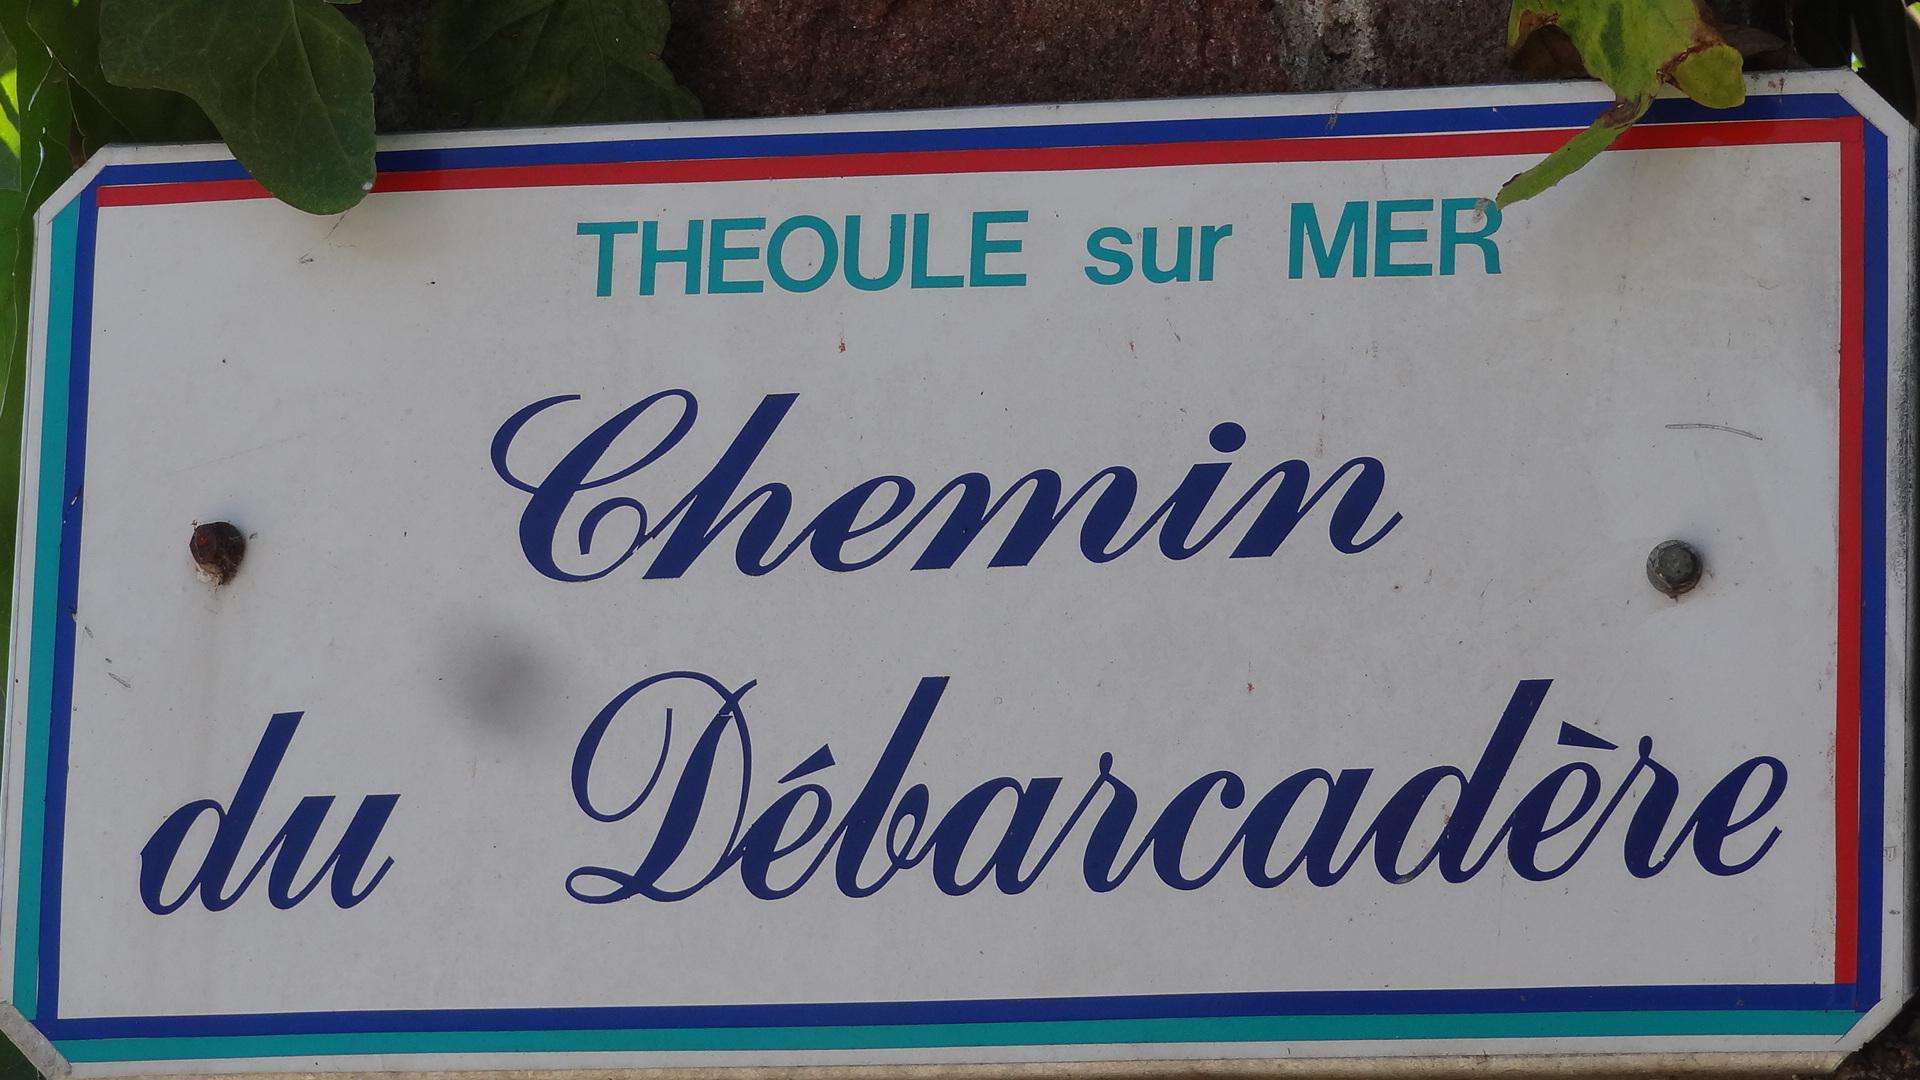 THEOULE sur MER
Chemin
du Débarcadère